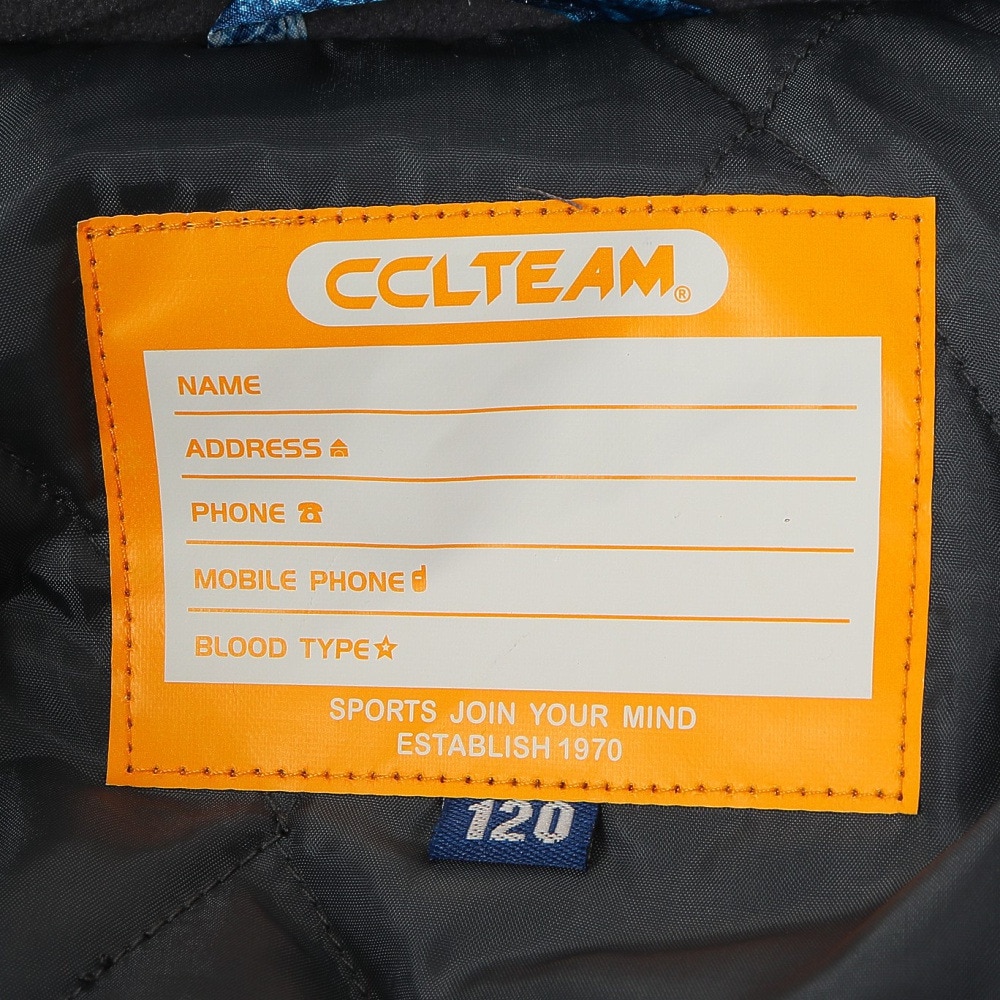 CCLTEAM®
NAME
ADDRESS
PHONE
MOBILE PHONE
BLOOD TYPE
SPORTS JOIN YOUR MIND
ESTABLISH 1970
120